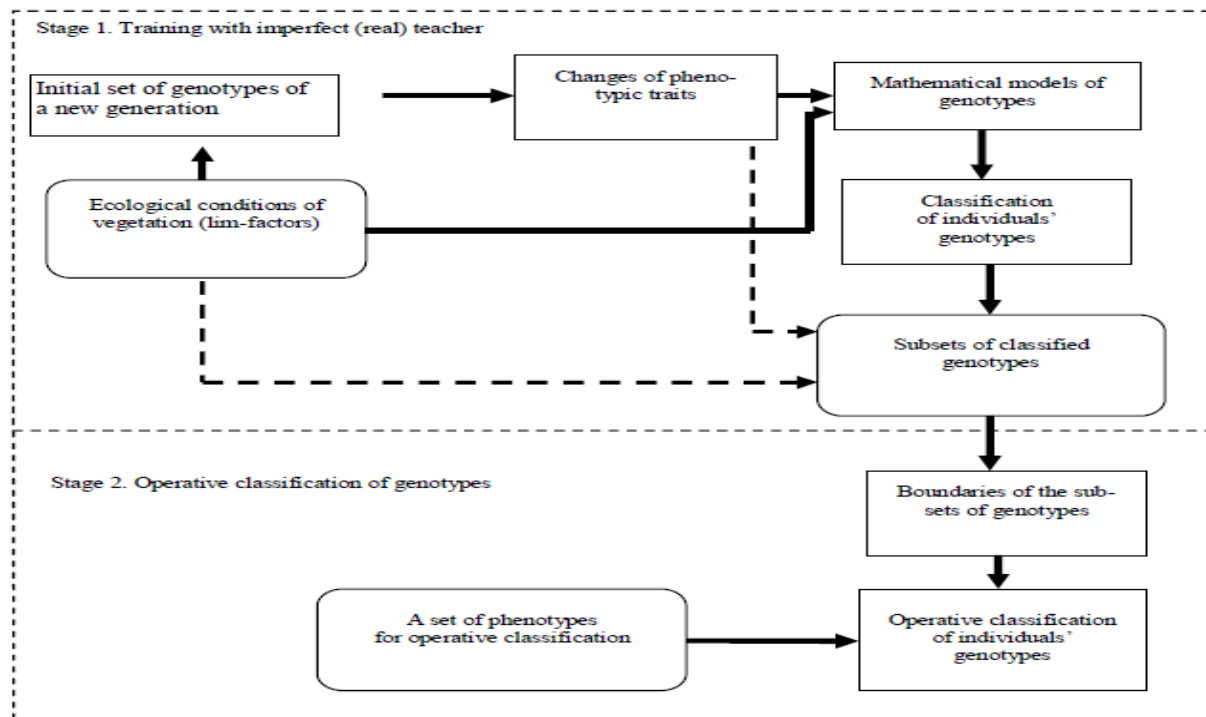 Stage 1. Training with imperfect (real) teacher
Initial set of genotypes of
a new generation
Changes of pheno-
typic traits
Mathematical models of
genotypes
Ecological conditions of
vegetation (lim-factors)
Classification
of individuals’
genotypes
Subsets of classified
genotypes
Stage 2. Operative classification of genotypes
Boundaries of the sub-
sets of genotypes
A set of phenotypes
for operative classification
Operative classification
of individuals’
genotypes